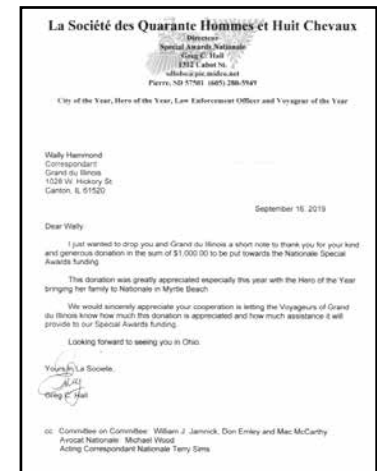 La Société des Quarante Hommes et Huit Chevaux
Directeur
Special Awards Nationale
Greg C. Hall
1312 Cabot St.
Pierre, SD 57501 (605) 280-5949
City of the Year, Hero of the Year, Law Enforcement Officer and Voyageur of the Year
Wally Hammond
Correspondant
Grand du Illinois
1028 W. Hickory St.
Canton, IL 61520
September 16, 2019
Dear Wally
I just wanted to drop you and Grand du Illinois a short note to thank you for your kind
and generous donation in the sum of $1,000.00 to be put towards the Nationale Special
Awards funding.
This donation was greatly appreciated especially this year with the Hero of the Year
bringing her family to Nationale in Myrtle Beach.
We would sincerely appreciate your cooperation is letting the Voyageurs of Grand
du Illinois know how much this donation is appreciated and how much assistance it will
provide to our Special Awards funding.
Looking forward to seeing you in Ohio.
Yours in La Societe,
Greg C. Hall
cc: Committee on Committee: William J. Jamnick, Don Emley and Mac McCarthy
Avocat Nationale: Michael Wood
Acting Correspondant Nationale Terry Sims